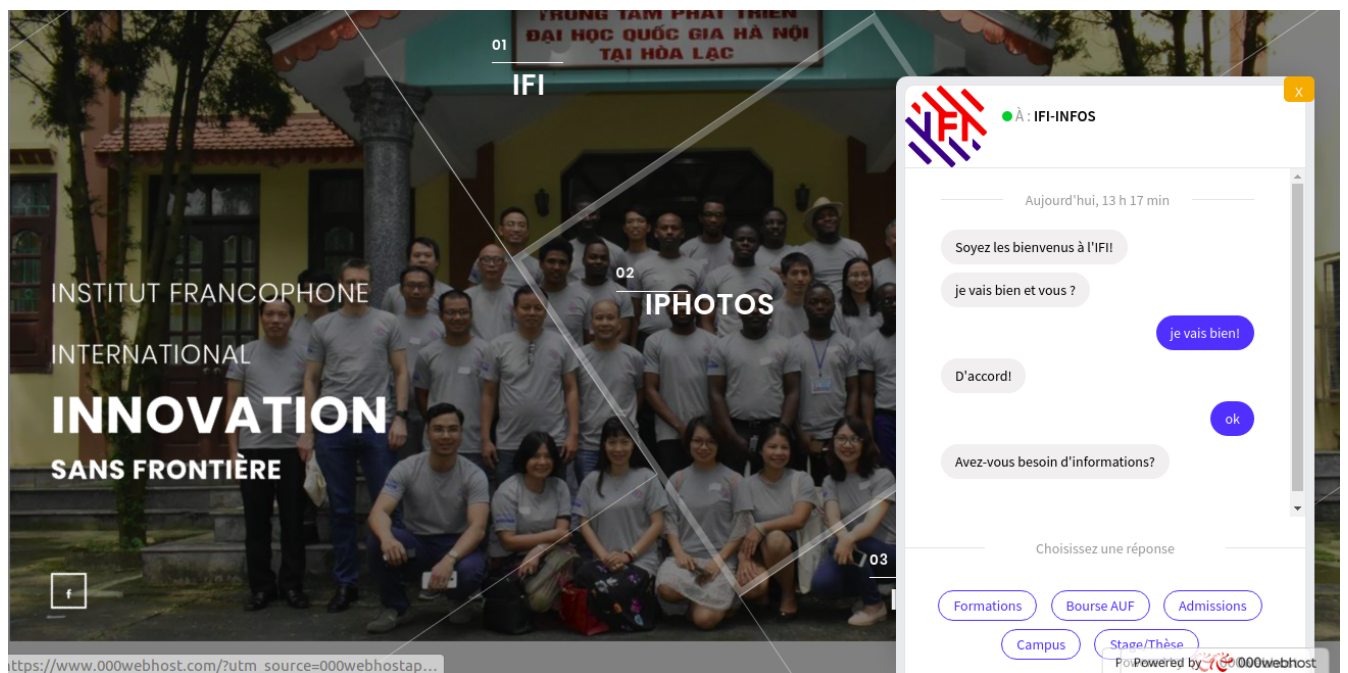 TRUNG TÂM PHÁT TRIỂN
ĐẠI HỌC QUỐC GIA HÀ NỘI
TẠI HÒA LẠC
01
IFI
02
IPHOTOS
03
INSTITUT FRANCOPHONE
INTERNATIONAL
INNOVATION
SANS FRONTIÈRE
f
https://www.000webhost.com/?utm_source=000webhostap...
X
IFI
À : IFI-INFOS
Aujourd'hui, 13 h 17 min
Soyez les bienvenus à l'IFI!
je vais bien et vous ?
je vais bien!
D'accord!
ok
Avez-vous besoin d'informations?
Choisissez une réponse
Formations
Bourse AUF
Admissions
Campus
Stage/Thèse
Powered by 000webhost